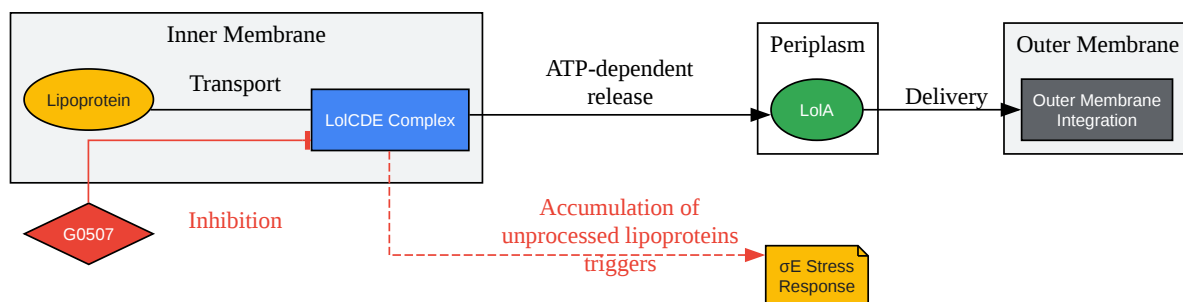 Inner Membrane
Lipoprotein
Transport
LolCDE Complex
ATP-dependent
release
Periplasm
LolA
Delivery
Outer Membrane
Outer Membrane
Integration
G0507
Inhibition
Accumulation of
unprocessed lipoproteins
triggers
σE Stress
Response